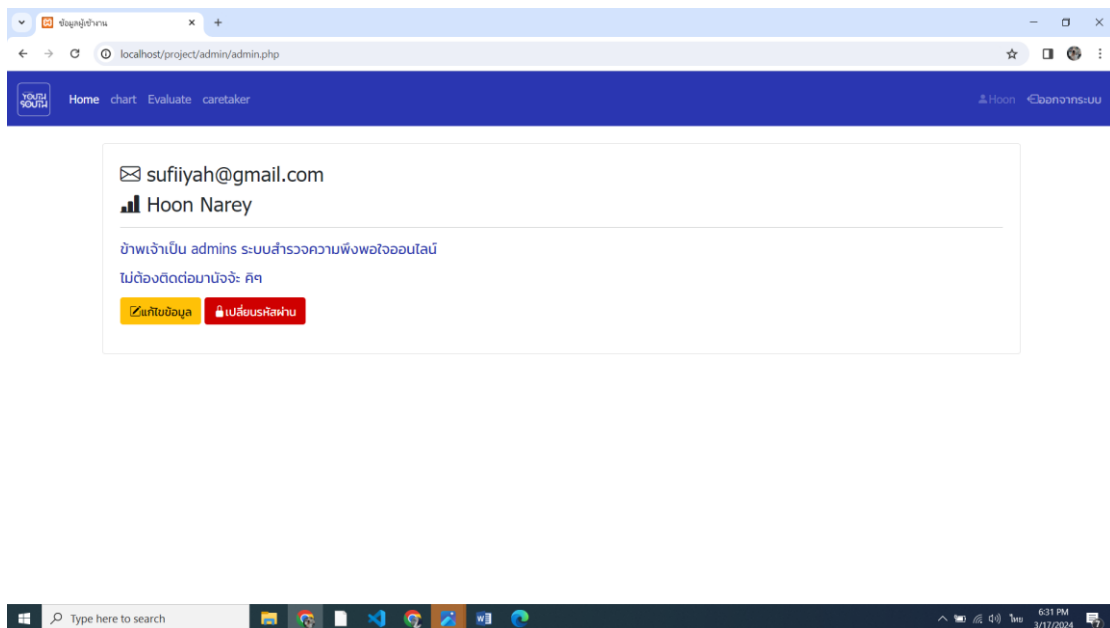 ข้อมูลผู้เข้างาน
localhost/project/admin/admin.php
YOUTH SOUTH
Home chart Evaluate caretaker
Hoon ออกจากระบบ
sufiiyah@gmail.com
Hoon Narey
ข้าพเจ้าเป็น admins ระบบสำรวจความพึงพอใจออนไลน์
ไม่ต้องติดต่อมานัจจ้ะ คิๆ
แก้ไขข้อมูล เปลี่ยนรหัสผ่าน
Type here to search
ไทย
6:31 PM
3/17/2024